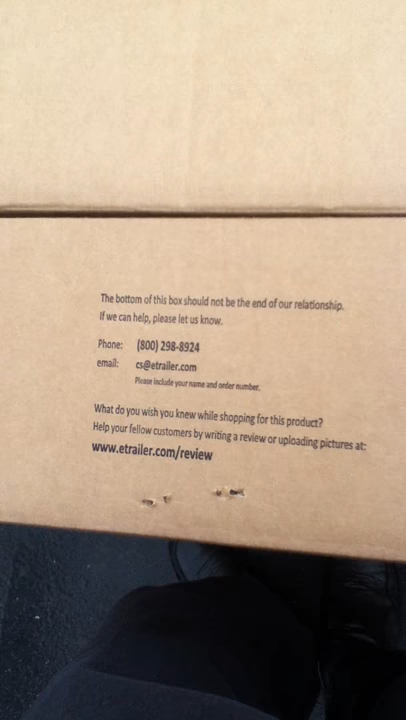 The bottom of this box should not be the end of our relationship.
If we can help, please let us know.
Phone: (800) 298-8924
email: cs@etrailer.com
Please include your name and order number.
What do you wish you knew while shopping for this product?
Help your fellow customers by writing a review or uploading pictures at:
www.etrailer.com/review